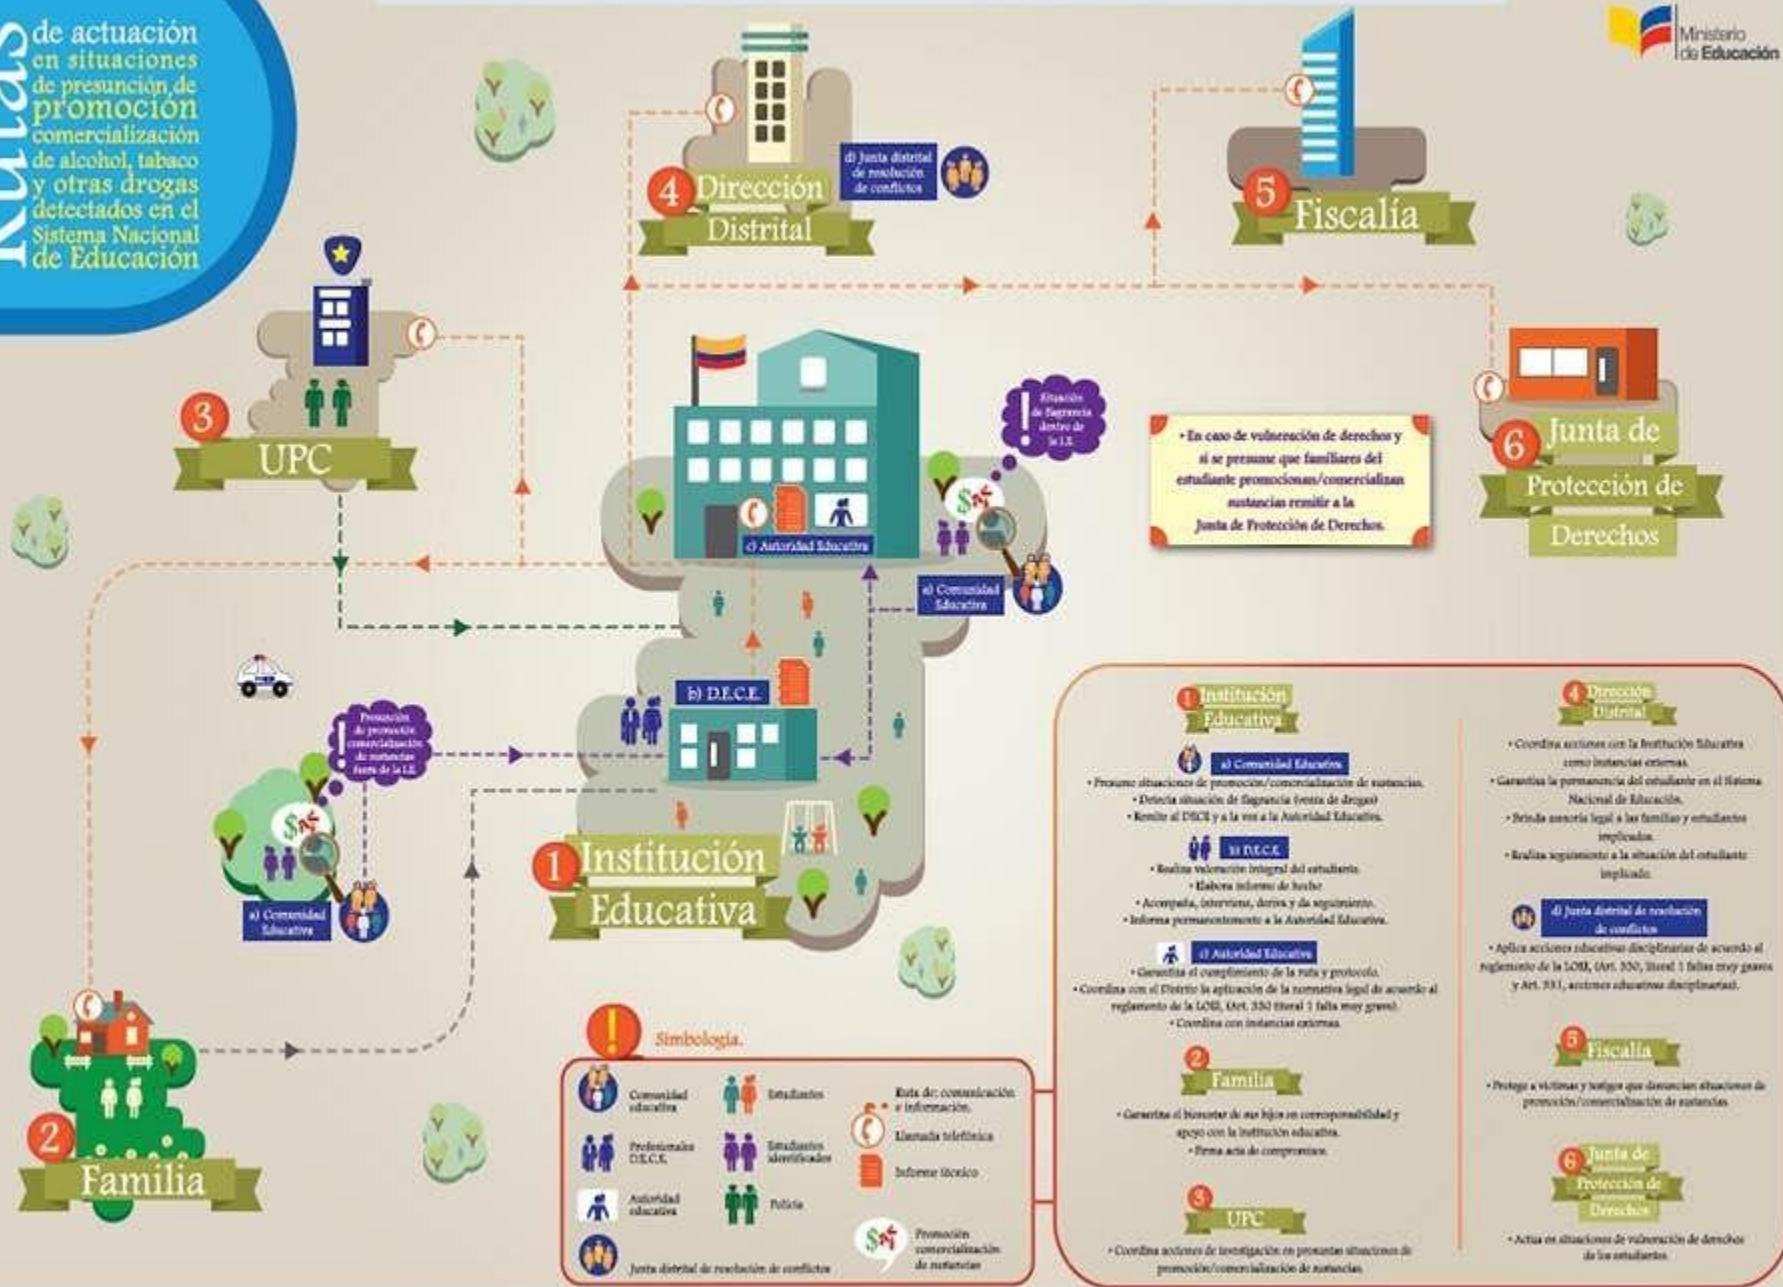 Rutas
de actuación
en situaciones
de presunción de
promoción
comercialización
de alcohol, tabaco
y otras drogas
detectados en el
Sistema Nacional
de Educación
Ministerio
de Educación
d) Junta distrital
de resolución
de conflictos
4 Dirección
Distrital
5 Fiscalía
3
UPC
Situación
de flagrancia
dentro de
la I.E.
c) Autoridad Educativa
a) Comunidad
Educativa
• En caso de vulneración de derechos y
si se presume que familiares del
estudiante promocionan/comercializan
sustancias remitir a la
Junta de Protección de Derechos.
6 Junta de
Protección de
Derechos
b) D.E.C.E.
Presunción
de promoción
comercialización
de sustancias
fuera de la I.E.
a) Comunidad
Educativa
1 Institución
Educativa
2
Familia
Simbología.
Comunidad
educativa
Profesionales
D.E.C.E.
Autoridad
educativa
Junta distrital de resolución de conflictos
Estudiantes
Estudiantes
identificados
Policía
Ruta de: comunicación
e información.
Llamada telefónica
Informe técnico
Promoción
comercialización
de sustancias
1 Institución
Educativa
a) Comunidad Educativa
• Presume situaciones de promoción/comercialización de sustancias.
• Detecta situación de flagrancia (venta de drogas)
• Remite al DECE y a la vez a la Autoridad Educativa.
b) D.E.C.E.
• Realiza valoración integral del estudiante.
• Elabora informe de hecho
• Acompaña, interviene, deriva y da seguimiento.
• Informa permanentemente a la Autoridad Educativa.
c) Autoridad Educativa
• Garantiza el cumplimiento de la ruta y protocolo.
• Coordina con el Distrito la aplicación de la normativa legal de acuerdo al
reglamento de la LOEI, (Art. 330 literal 1 falta muy grave).
• Coordina con instancias externas.
2
Familia
• Garantiza el bienestar de sus hijos en corresponsabilidad y
apoyo con la institución educativa.
• Firma acta de compromisos.
3
UPC
• Coordina acciones de investigación en presuntas situaciones de
promoción/comercialización de sustancias.
4 Dirección
Distrital
• Coordina acciones con la Institución Educativa
como instancias externas.
• Garantiza la permanencia del estudiante en el Sistema
Nacional de Educación.
• Brinda asesoría legal a las familias y estudiantes
implicados.
• Realiza seguimiento a la situación del estudiante
implicado.
d) Junta distrital de resolución
de conflictos
• Aplica acciones educativas disciplinarias de acuerdo al
reglamento de la LOEI, (Art. 330, literal 1 faltas muy graves
y Art. 331, acciones educativas disciplinarias).
5 Fiscalía
• Protege a víctimas y testigos que denuncian situaciones de
promoción/comercialización de sustancias.
6 Junta de
Protección de
Derechos
• Actua en situaciones de vulneración de derechos
de los estudiantes.